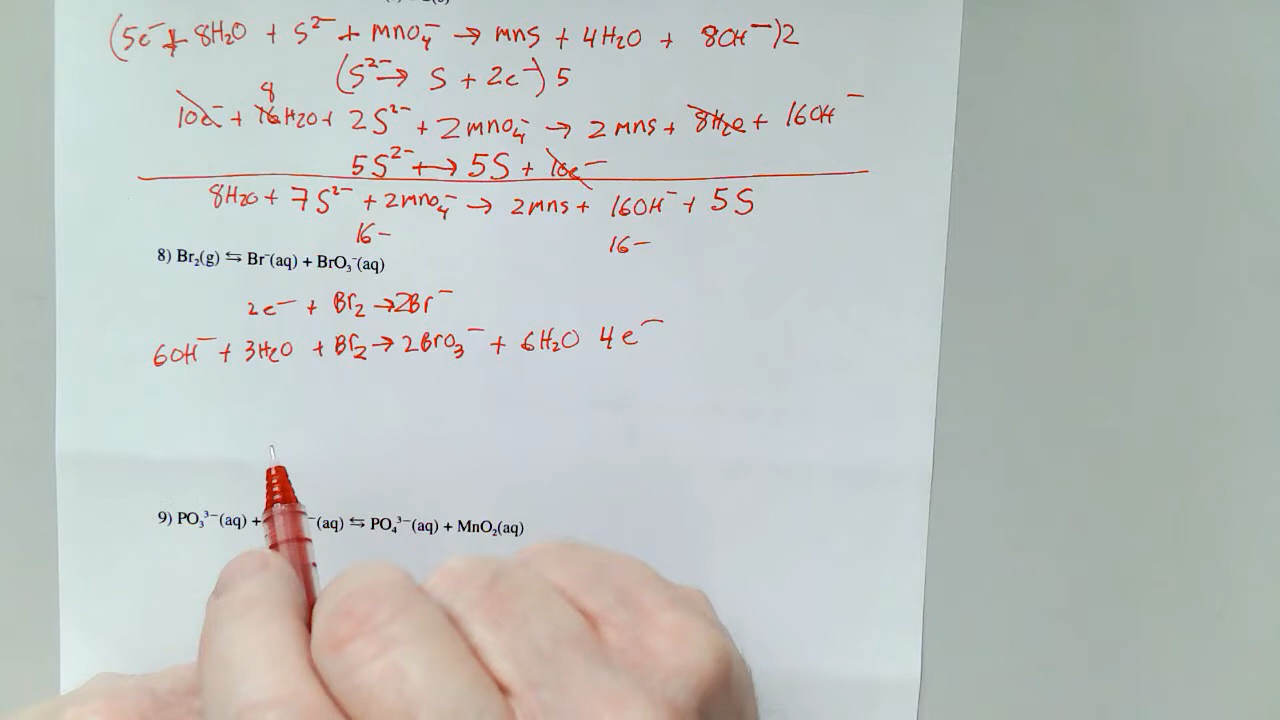 (5e⁻ + 8H₂O + S²⁻ + MnO₄⁻ → MnS + 4H₂O + 8OH⁻)2
(S²⁻ → S + 2e⁻)5
8
10e⁻ + 16H₂O + 2S²⁻ + 2MnO₄⁻ → 2MnS + 8H₂O + 16OH⁻
5S²⁻ → 5S + 10e⁻
8H₂O + 7S²⁻ + 2MnO₄⁻ → 2MnS + 16OH⁻ + 5S
16- 16-
8) Br₂(g) ⇆ Br⁻(aq) + BrO₃⁻(aq)
2e⁻ + Br₂ → 2Br⁻
6OH⁻ + 3H₂O + Br₂ → 2BrO₃⁻ + 6H₂O 4e⁻
9) PO₃³⁻(aq) + ⁻(aq) ⇆ PO₄³⁻(aq) + MnO₂(aq)